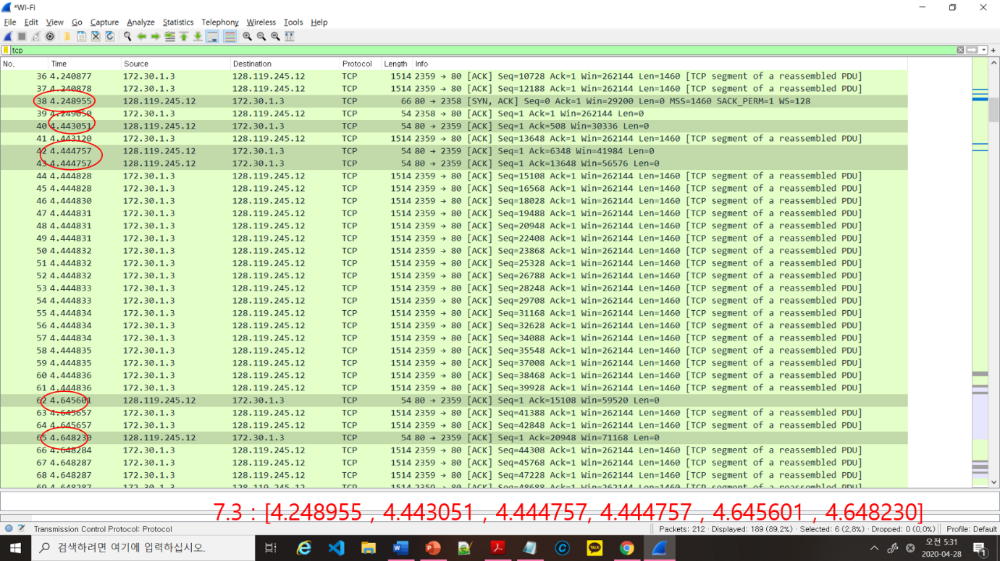 *Wi-Fi
File Edit View Go Capture Analyze Statistics Telephony Wireless Tools Help
tcp
No. Time Source Destination Protocol Length Info
36 4.240877 172.30.1.3 128.119.245.12 TCP 1514 2359 → 80 [ACK] Seq=10728 Ack=1 Win=262144 Len=1460 [TCP segment of a reassembled PDU]
37 4.240878 172.30.1.3 128.119.245.12 TCP 1514 2359 → 80 [ACK] Seq=12188 Ack=1 Win=262144 Len=1460 [TCP segment of a reassembled PDU]
38 4.248955 128.119.245.12 172.30.1.3 TCP 66 80 → 2358 [SYN, ACK] Seq=0 Ack=1 Win=29200 Len=0 MSS=1460 SACK_PERM=1 WS=128
39 4.249050 172.30.1.3 128.119.245.12 TCP 54 2358 → 80 [ACK] Seq=1 Ack=1 Win=262144 Len=0
40 4.443051 128.119.245.12 172.30.1.3 TCP 54 80 → 2359 [ACK] Seq=1 Ack=508 Win=30336 Len=0
41 4.443120 172.30.1.3 128.119.245.12 TCP 1514 2359 → 80 [ACK] Seq=13648 Ack=1 Win=262144 Len=1460 [TCP segment of a reassembled PDU]
42 4.444757 128.119.245.12 172.30.1.3 TCP 54 80 → 2359 [ACK] Seq=1 Ack=6348 Win=41984 Len=0
43 4.444757 128.119.245.12 172.30.1.3 TCP 54 80 → 2359 [ACK] Seq=1 Ack=13648 Win=56576 Len=0
44 4.444828 172.30.1.3 128.119.245.12 TCP 1514 2359 → 80 [ACK] Seq=15108 Ack=1 Win=262144 Len=1460 [TCP segment of a reassembled PDU]
45 4.444828 172.30.1.3 128.119.245.12 TCP 1514 2359 → 80 [ACK] Seq=16568 Ack=1 Win=262144 Len=1460 [TCP segment of a reassembled PDU]
46 4.444830 172.30.1.3 128.119.245.12 TCP 1514 2359 → 80 [ACK] Seq=18028 Ack=1 Win=262144 Len=1460 [TCP segment of a reassembled PDU]
47 4.444831 172.30.1.3 128.119.245.12 TCP 1514 2359 → 80 [ACK] Seq=19488 Ack=1 Win=262144 Len=1460 [TCP segment of a reassembled PDU]
48 4.444831 172.30.1.3 128.119.245.12 TCP 1514 2359 → 80 [ACK] Seq=20948 Ack=1 Win=262144 Len=1460 [TCP segment of a reassembled PDU]
49 4.444831 172.30.1.3 128.119.245.12 TCP 1514 2359 → 80 [ACK] Seq=22408 Ack=1 Win=262144 Len=1460 [TCP segment of a reassembled PDU]
50 4.444832 172.30.1.3 128.119.245.12 TCP 1514 2359 → 80 [ACK] Seq=23868 Ack=1 Win=262144 Len=1460 [TCP segment of a reassembled PDU]
51 4.444832 172.30.1.3 128.119.245.12 TCP 1514 2359 → 80 [ACK] Seq=25328 Ack=1 Win=262144 Len=1460 [TCP segment of a reassembled PDU]
52 4.444832 172.30.1.3 128.119.245.12 TCP 1514 2359 → 80 [ACK] Seq=26788 Ack=1 Win=262144 Len=1460 [TCP segment of a reassembled PDU]
53 4.444833 172.30.1.3 128.119.245.12 TCP 1514 2359 → 80 [ACK] Seq=28248 Ack=1 Win=262144 Len=1460 [TCP segment of a reassembled PDU]
54 4.444833 172.30.1.3 128.119.245.12 TCP 1514 2359 → 80 [ACK] Seq=29708 Ack=1 Win=262144 Len=1460 [TCP segment of a reassembled PDU]
55 4.444834 172.30.1.3 128.119.245.12 TCP 1514 2359 → 80 [ACK] Seq=31168 Ack=1 Win=262144 Len=1460 [TCP segment of a reassembled PDU]
56 4.444834 172.30.1.3 128.119.245.12 TCP 1514 2359 → 80 [ACK] Seq=32628 Ack=1 Win=262144 Len=1460 [TCP segment of a reassembled PDU]
57 4.444834 172.30.1.3 128.119.245.12 TCP 1514 2359 → 80 [ACK] Seq=34088 Ack=1 Win=262144 Len=1460 [TCP segment of a reassembled PDU]
58 4.444835 172.30.1.3 128.119.245.12 TCP 1514 2359 → 80 [ACK] Seq=35548 Ack=1 Win=262144 Len=1460 [TCP segment of a reassembled PDU]
59 4.444835 172.30.1.3 128.119.245.12 TCP 1514 2359 → 80 [ACK] Seq=37008 Ack=1 Win=262144 Len=1460 [TCP segment of a reassembled PDU]
60 4.444836 172.30.1.3 128.119.245.12 TCP 1514 2359 → 80 [ACK] Seq=38468 Ack=1 Win=262144 Len=1460 [TCP segment of a reassembled PDU]
61 4.444836 172.30.1.3 128.119.245.12 TCP 1514 2359 → 80 [ACK] Seq=39928 Ack=1 Win=262144 Len=1460 [TCP segment of a reassembled PDU]
62 4.645601 128.119.245.12 172.30.1.3 TCP 54 80 → 2359 [ACK] Seq=1 Ack=15108 Win=59520 Len=0
63 4.645657 172.30.1.3 128.119.245.12 TCP 1514 2359 → 80 [ACK] Seq=41388 Ack=1 Win=262144 Len=1460 [TCP segment of a reassembled PDU]
64 4.645657 172.30.1.3 128.119.245.12 TCP 1514 2359 → 80 [ACK] Seq=42848 Ack=1 Win=262144 Len=1460 [TCP segment of a reassembled PDU]
65 4.648230 128.119.245.12 172.30.1.3 TCP 54 80 → 2359 [ACK] Seq=1 Ack=20948 Win=71168 Len=0
66 4.648284 172.30.1.3 128.119.245.12 TCP 1514 2359 → 80 [ACK] Seq=44308 Ack=1 Win=262144 Len=1460 [TCP segment of a reassembled PDU]
67 4.648287 172.30.1.3 128.119.245.12 TCP 1514 2359 → 80 [ACK] Seq=45768 Ack=1 Win=262144 Len=1460 [TCP segment of a reassembled PDU]
68 4.648287 172.30.1.3 128.119.245.12 TCP 1514 2359 → 80 [ACK] Seq=47228 Ack=1 Win=262144 Len=1460 [TCP segment of a reassembled PDU]
69 4.648287 172.30.1.3 128.119.245.12 TCP 1514 2359 → 80 [ACK] Seq=48688 Ack=1 Win=262144 Len=1460 [TCP segment of a reassembled PDU]
7.3 : [4.248955 , 4.443051 , 4.444757, 4.444757 , 4.645601 , 4.648230]
Transmission Control Protocol: Protocol Packets: 212 · Displayed: 189 (89,2%) · Selected: 6 (2,8%) · Dropped: 0 (0,0%) Profile: Default
검색하려면 여기에 입력하십시오.
TALK
오전 5:31
2020-04-28
1